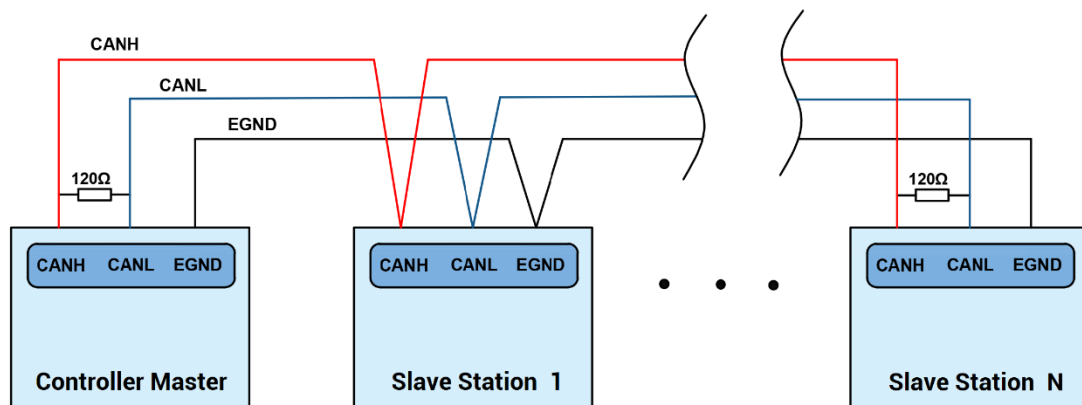 CANH
CANL
EGND
120Ω
120Ω
CANH CANL EGND
CANH CANL EGND
CANH CANL EGND
Controller Master
Slave Station 1
Slave Station N